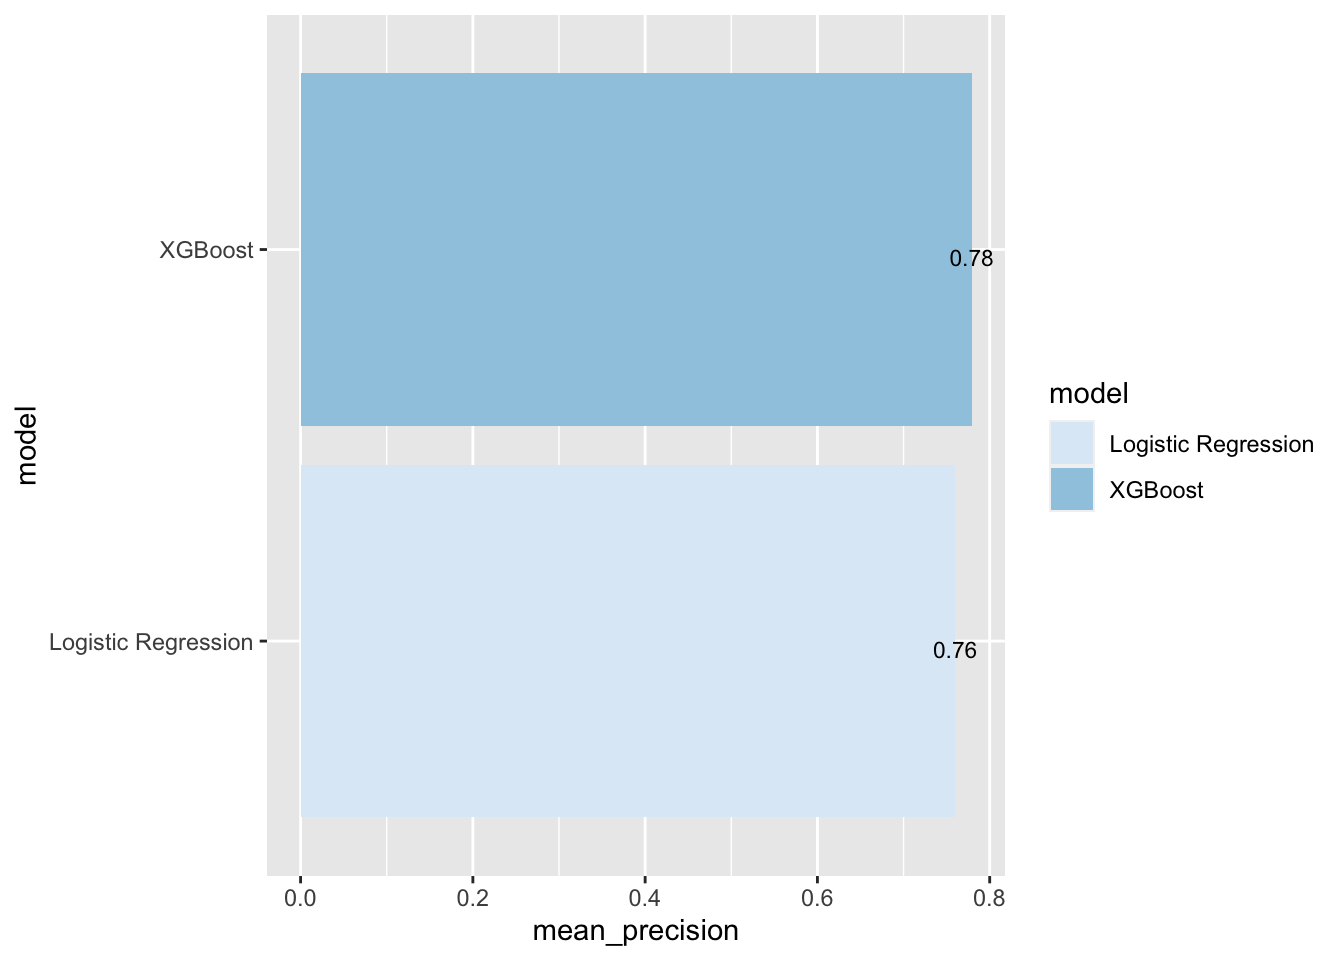 XGBoost
0.78
Logistic Regression
0.76
model
0.0 0.2 0.4 0.6 0.8
mean_precision
model
Logistic Regression
XGBoost